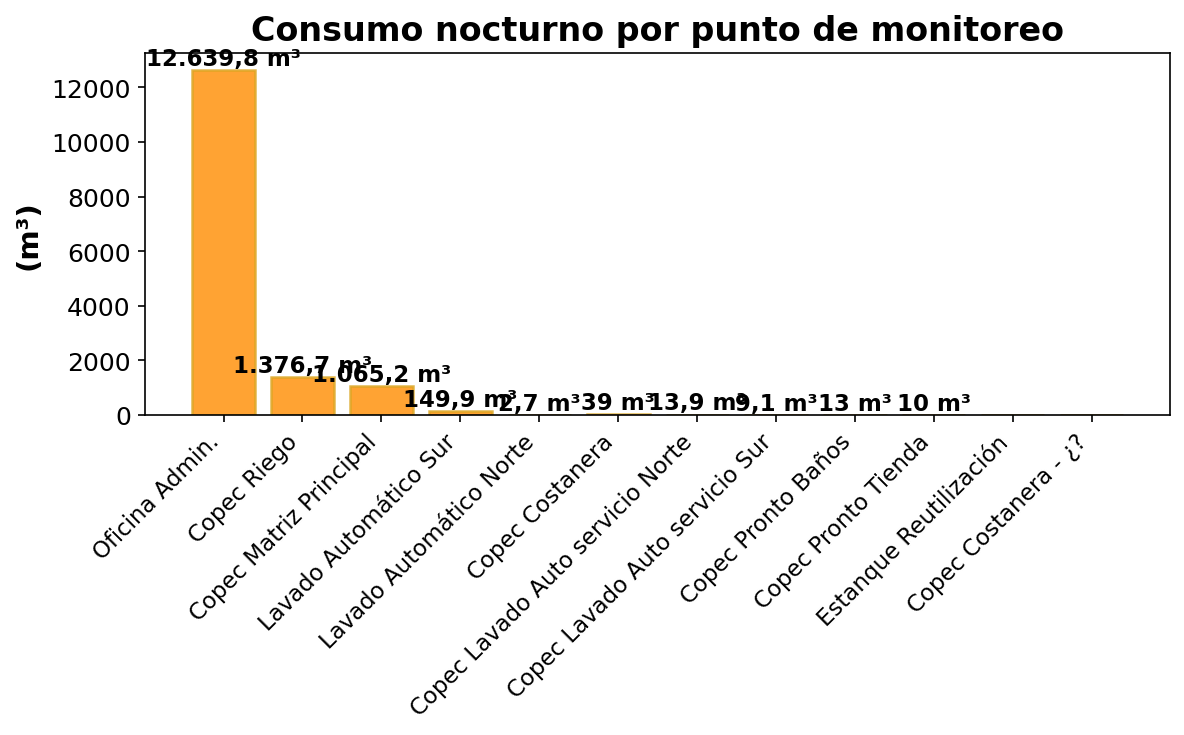 Consumo nocturno por punto de monitoreo
(m³)
12000
10000
8000
6000
4000
2000
0
12.639,8 m³
1.376,7 m³
1.065,2 m³
149,9 m³
2,7 m³
39 m³
13,9 m³
9,1 m³
13 m³
10 m³
Oficina Admin.
Copec Riego
Copec Matriz Principal
Lavado Automático Sur
Lavado Automático Norte
Copec Costanera
Copec Lavado Auto servicio Norte
Copec Lavado Auto servicio Sur
Copec Pronto Baños
Copec Pronto Tienda
Estanque Reutilización
Copec Costanera - ¿?